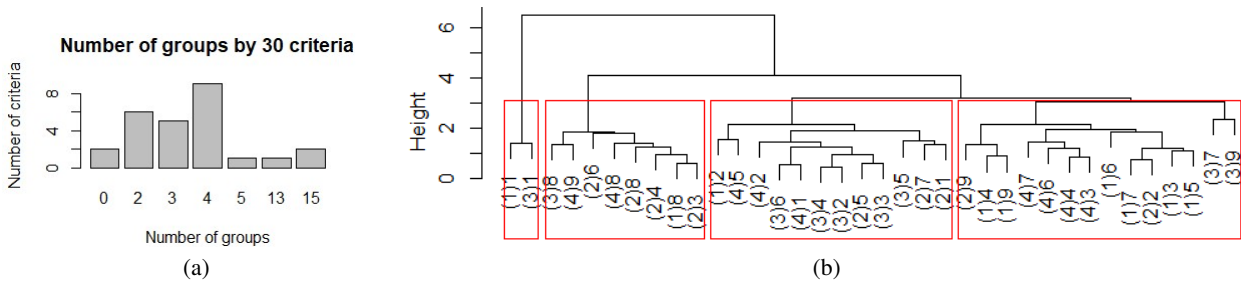 Number of groups by 30 criteria
Number of criteria
8
4
0
0 2 3 4 5 13 15
Number of groups
(a)
Height
6
4
2
0
(1)1 (3)1 (3)8 (4)9 (2)6 (4)8 (2)8 (2)4 (1)8 (2)3 (1)2 (4)5 (4)2 (3)6 (4)1 (3)4 (3)2 (2)5 (3)3 (3)5 (2)7 (2)1 (2)9 (1)4 (1)9 (4)7 (4)6 (4)4 (4)3 (1)6 (1)7 (2)2 (1)3 (1)5 (3)7 (3)9
(b)